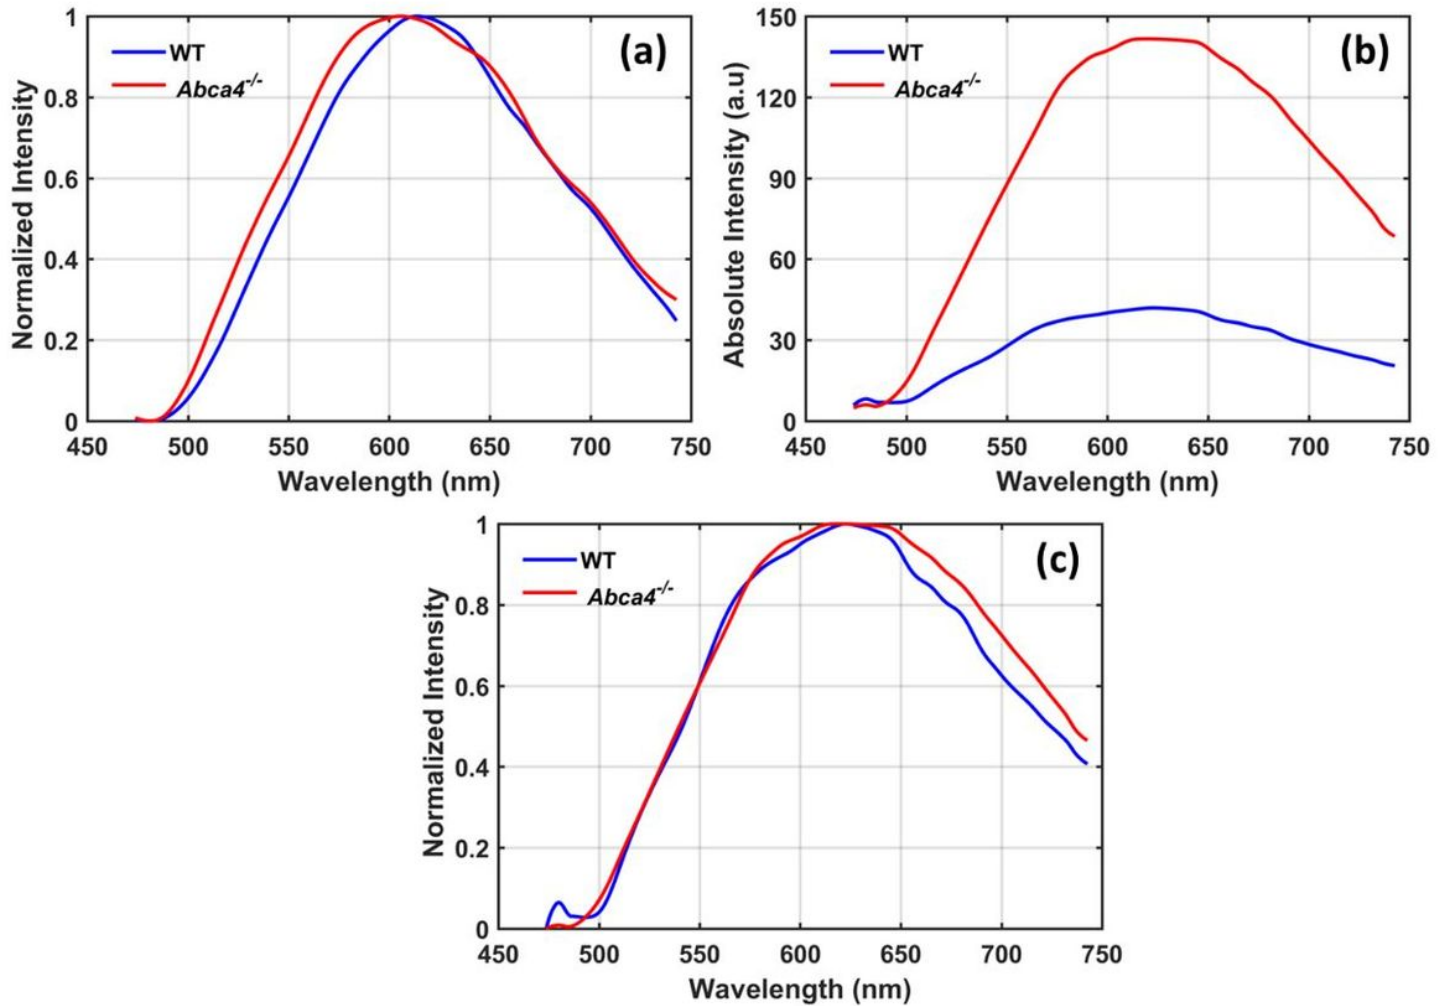 (a)
WT
Abca4-/-
Normalized Intensity
1
0.8
0.6
0.4
0.2
0
450 500 550 600 650 700 750
Wavelength (nm)
(b)
WT
Abca4-/-
Absolute Intensity (a.u)
150
120
90
60
30
0
450 500 550 600 650 700 750
Wavelength (nm)
(c)
WT
Abca4-/-
Normalized Intensity
1
0.8
0.6
0.4
0.2
0
450 500 550 600 650 700 750
Wavelength (nm)